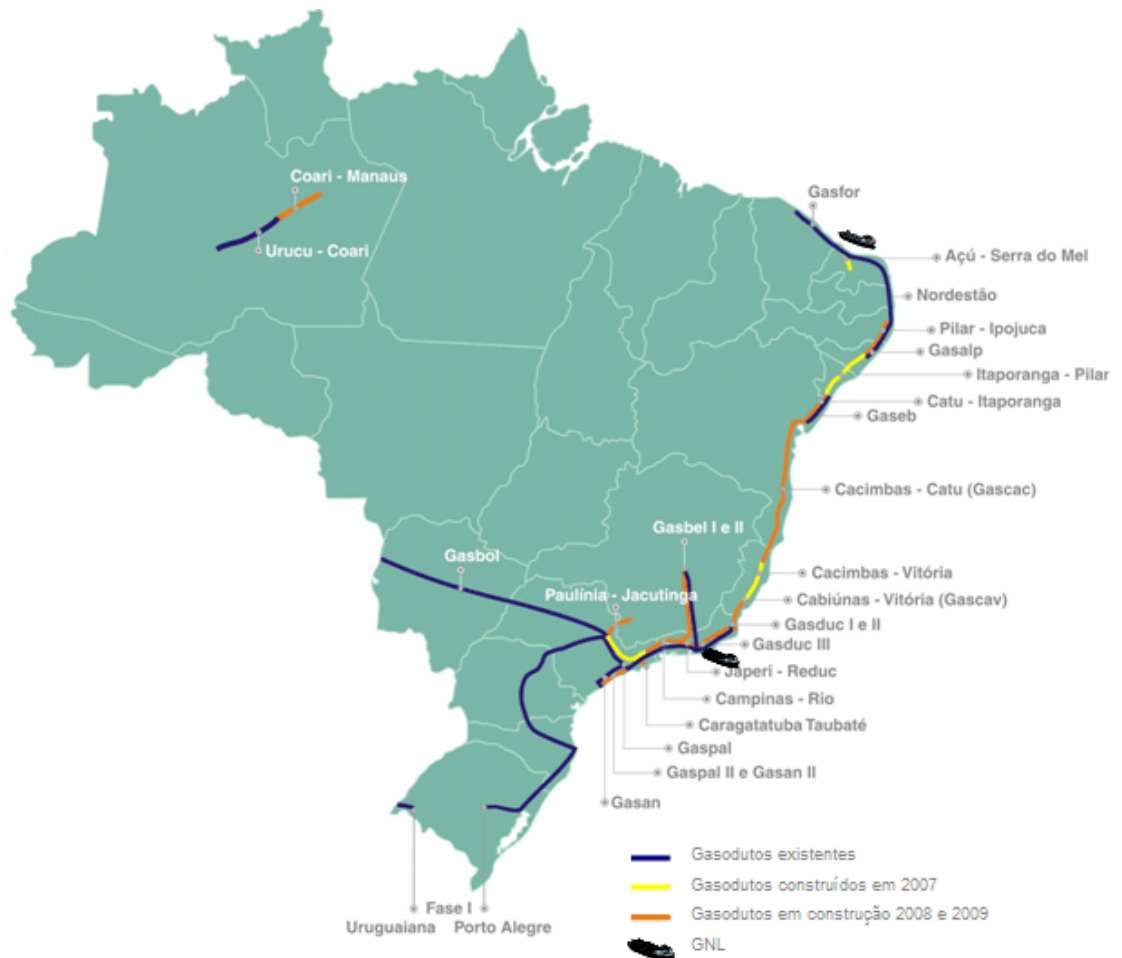 Coari - Manaus
Urucu - Coari
Gasfor
Açú - Serra do Mel
Nordestão
Pilar - Ipojuca
Gasalp
Itaporanga - Pilar
Catu - Itaporanga
Gaseb
Cacimbas - Catu (Gascac)
Gasbel I e II
Gasbol
Cacimbas - Vitória
Paulínia - Jacutinga
Cabiúnas - Vitória (Gascav)
Gasduc I e II
Gasduc III
Japeri - Reduc
Campinas - Rio
Caragatatuba Taubaté
Gaspal
Gaspal II e Gasan II
Gasan
Fase I
Uruguaiana Porto Alegre
Gasodutos existentes
Gasodutos construídos em 2007
Gasodutos em construção 2008 e 2009
GNL